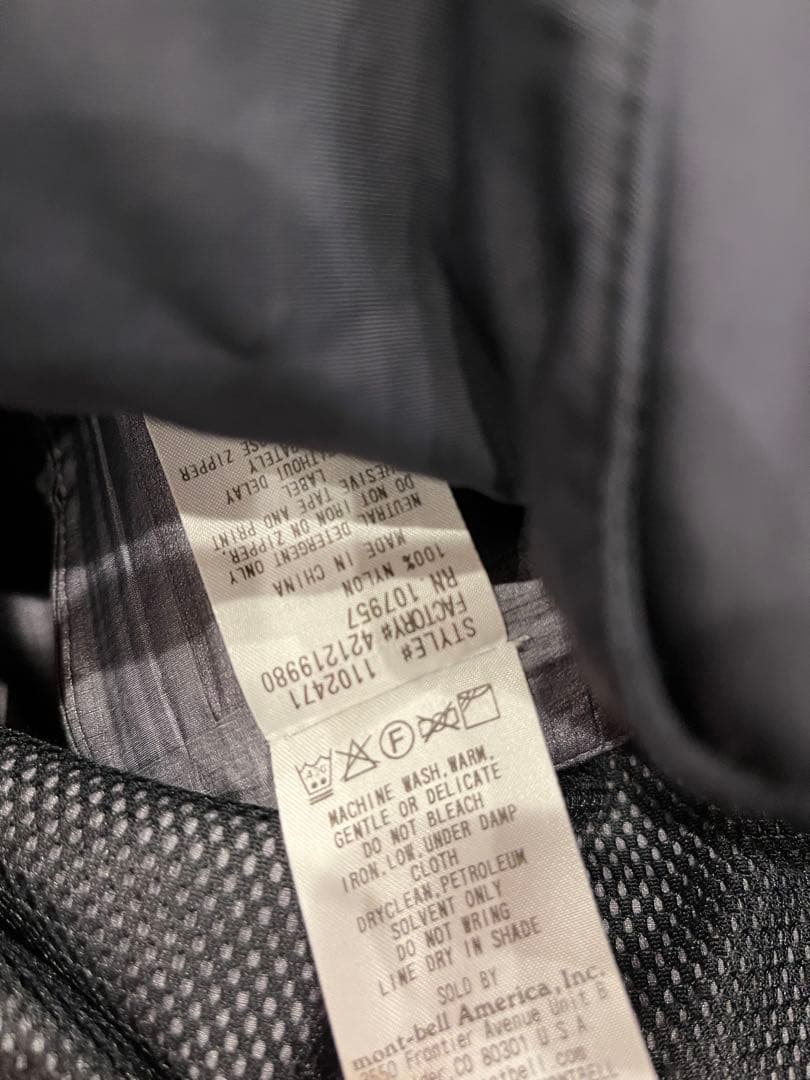 STYLE# 1102471
FACTORY# 421219980
RN 107957
100% NYLON
MADE IN CHINA
NEUTRAL DETERGENT ONLY
DO NOT IRON ON ZIPPER,
TAPE AND PRINT
LABEL
DELAY
ZIPPER
F
MACHINE WASH,WARM,
GENTLE OR DELICATE
DO NOT BLEACH
IRON,LOW,UNDER DAMP
CLOTH
DRYCLEAN,PETROLEUM
SOLVENT ONLY
DO NOT WRING
LINE DRY IN SHADE
SOLD BY
mont-bell America,Inc.
Frontier Avenue Unit B
CO 80301 U S A